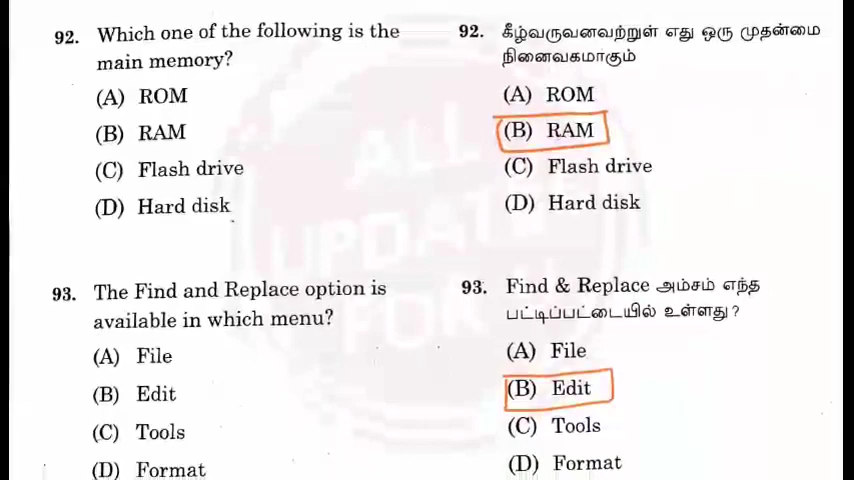 92. Which one of the following is the
main memory?
(A) ROM
(B) RAM
(C) Flash drive
(D) Hard disk
93. The Find and Replace option is
available in which menu?
(A) File
(B) Edit
(C) Tools
(D) Format
92. கீழ்வருவனவற்றுள் எது ஒரு முதன்மை
நினைவகமாகும்
(A) ROM
(B) RAM
(C) Flash drive
(D) Hard disk
93. Find & Replace அம்சம் எந்த
பட்டிப்பட்டையில் உள்ளது?
(A) File
(B) Edit
(C) Tools
(D) Format
ALL
UPDATE
FOR